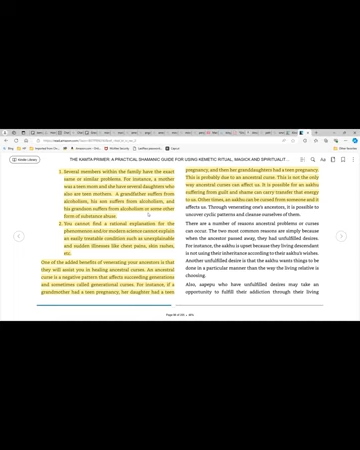 THE KAMTA PRIMER: A PRACTICAL SHAMANIC GUIDE FOR USING KEMETIC RITUAL, MAGICK AND SPIRITUALIT...
1. Several members within the family have the exact
same or similar problems. For instance, a mother
was a teen mom and she have several daughters who
also are teen mothers. A grandfather suffers from
alcoholism, his son suffers from alcoholism, and
his grandson suffers from alcoholism or some other
form of substance abuse.
2. You cannot find a rational explanation for the
phenomenon and/or modern science cannot explain
an easily treatable condition such as unexplainable
and sudden illnesses like chest pains, skin rashes,
etc.
One of the added benefits of venerating your ancestors is that
they will assist you in healing ancestral curses. An ancestral
curse is a negative pattern that affects succeeding generations
and sometimes called generational curses. For instance, if a
grandmother had a teen pregnancy, her daughter had a teen
pregnancy, and then her granddaughters had a teen pregnancy.
This is probably due to an ancestral curse. This is not the only
way ancestral curses can affect us. It is possible for an aakhu
suffering from guilt and shame can carry transfer that energy
to us. Other times, an aakhu can be cursed from someone and it
affects us. Through venerating one's ancestors, it is possible to
uncover cyclic patterns and cleanse ourselves of them.
There are a number of reasons ancestral problems or curses
can occur. The two most common reasons are simply because
when the ancestor passed away, they had unfulfilled desires.
For instance, the aakhu is upset because they living descendant
is not using their inheritance according to their aakhu's wishes.
Another unfulfilled desire is that the aakhu wants things to be
done in a particular manner than the way the living relative is
choosing.
Also, aapepu who have unfulfilled desires may take an
opportunity to fulfill their addiction through their living